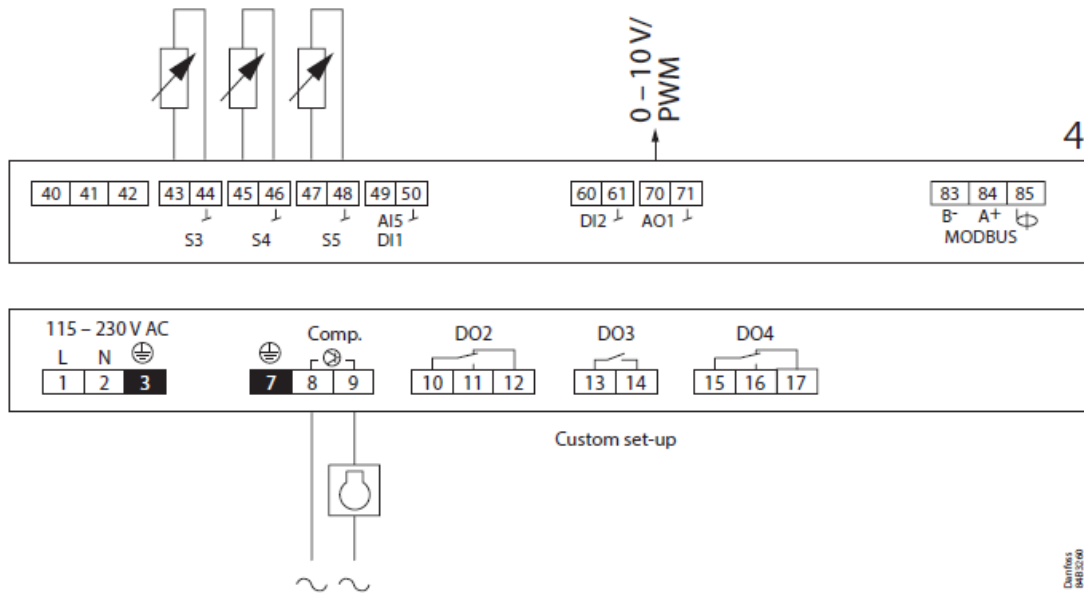 0 – 10 V/
PWM
4
40 41 42 43 44 45 46 47 48 49 50 60 61 70 71 83 84 85
S3 S4 S5 AI5 DI2 AO1 B- A+
DI1 MODBUS
115 – 230 V AC Comp. DO2 DO3 DO4
L N
1 2 3 7 8 9 10 11 12 13 14 15 16 17
Custom set-up
Danfoss
84B3260